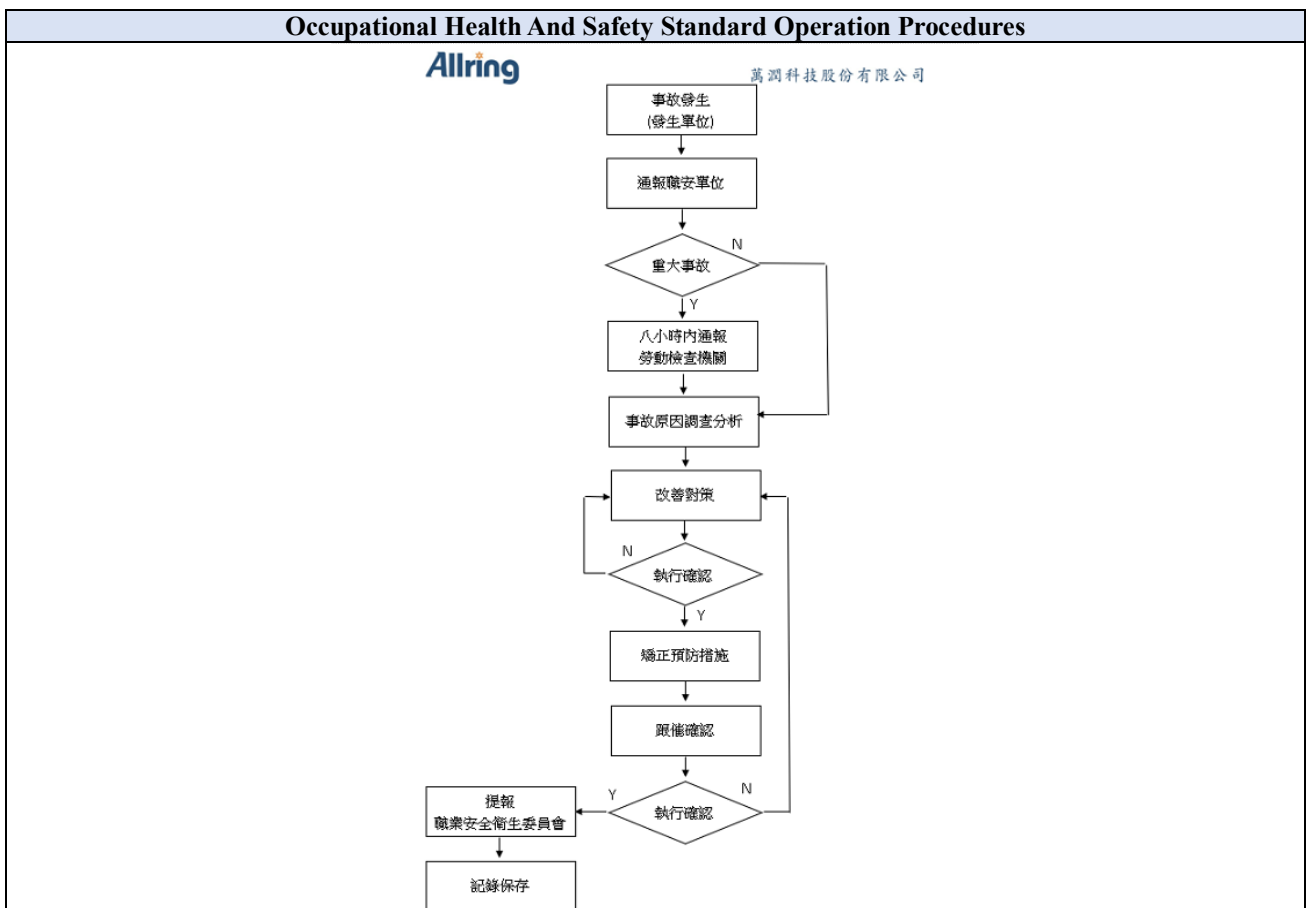 Occupational Health And Safety Standard Operation Procedures
Allring
萬潤科技股份有限公司
事故發生
(發生單位)
通報職安單位
N
重大事故
Y
八小時內通報
勞動檢查機關
事故原因調查分析
改善對策
N
執行確認
Y
矯正預防措施
跟催確認
Y
N
提報
職業安全衛生委員會
執行確認
記錄保存